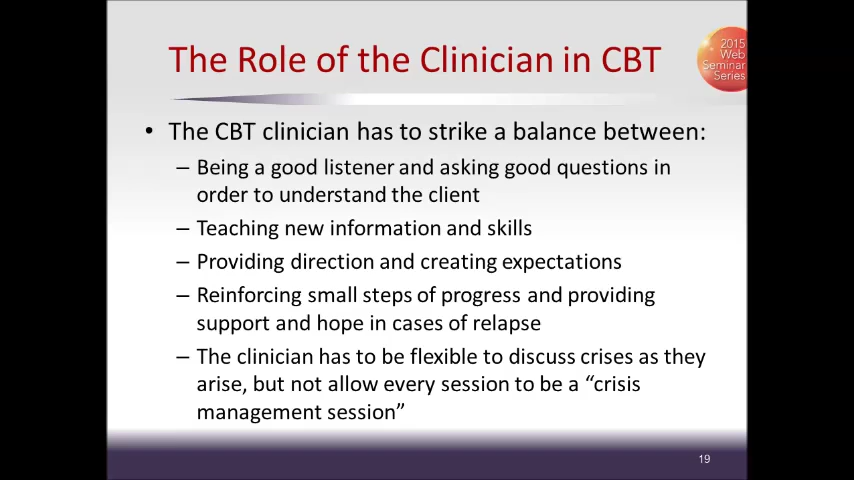 The Role of the Clinician in CBT
2015
Web
Seminar
Series
• The CBT clinician has to strike a balance between:
– Being a good listener and asking good questions in
order to understand the client
– Teaching new information and skills
– Providing direction and creating expectations
– Reinforcing small steps of progress and providing
support and hope in cases of relapse
– The clinician has to be flexible to discuss crises as they
arise, but not allow every session to be a “crisis
management session”
19